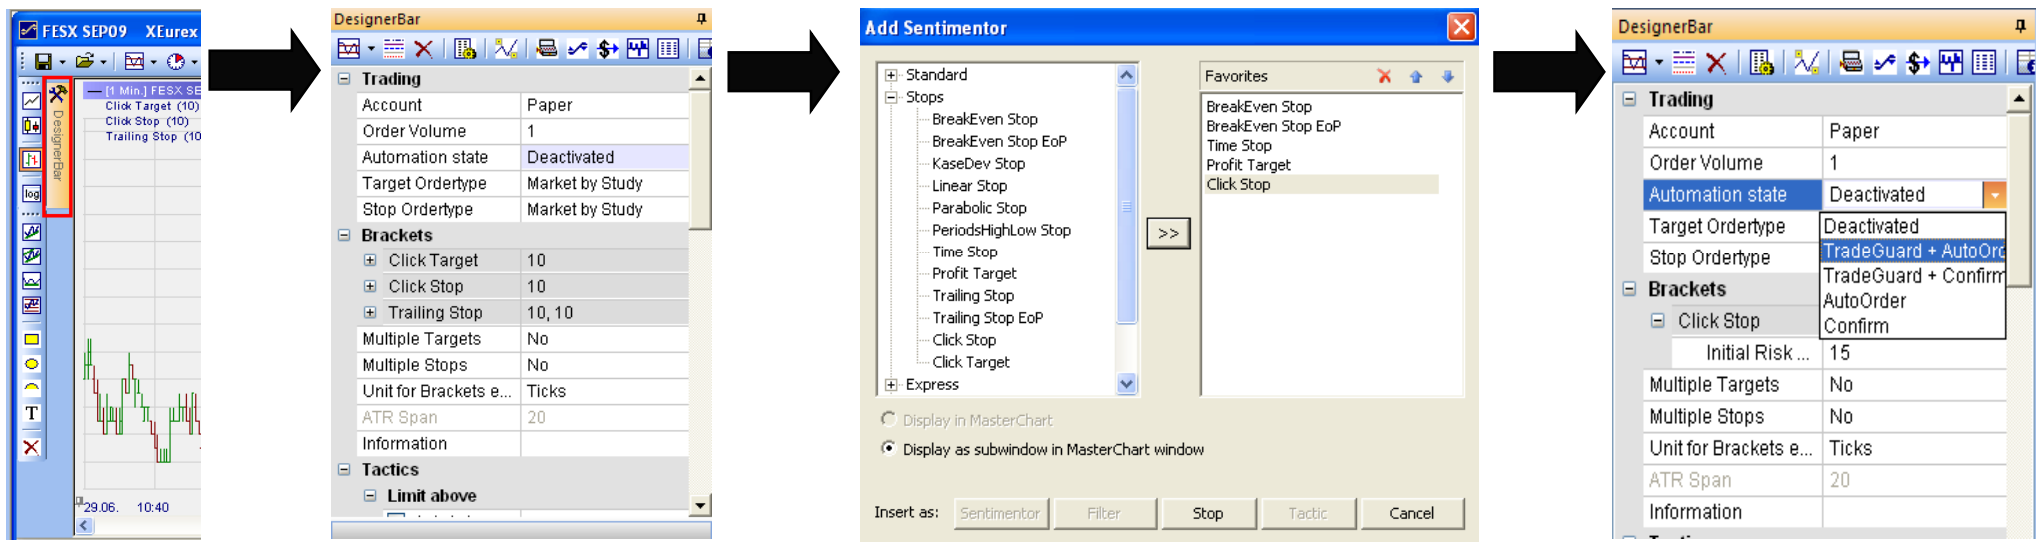 FESX SEP09 XEurex
DesignerBar
[1 Min.] FESX SE
Click Target (10)
Click Stop (10)
Trailing Stop (10
log
T
29.06. 10:40
DesignerBar
Trading
Account Paper
Order Volume 1
Automation state Deactivated
Target Ordertype Market by Study
Stop Ordertype Market by Study
Brackets
Click Target 10
Click Stop 10
Trailing Stop 10, 10
Multiple Targets No
Multiple Stops No
Unit for Brackets e... Ticks
ATR Span 20
Information
Tactics
Limit above
Add Sentimentor
Standard
Stops
BreakEven Stop
BreakEven Stop EoP
KaseDev Stop
Linear Stop
Parabolic Stop
PeriodsHighLow Stop
Time Stop
Profit Target
Trailing Stop
Trailing Stop EoP
Click Stop
Click Target
Express
>>
Favorites
BreakEven Stop
BreakEven Stop EoP
Time Stop
Profit Target
Click Stop
Display in MasterChart
Display as subwindow in MasterChart window
Insert as: Sentimentor Filter Stop Tactic Cancel
DesignerBar
Trading
Account Paper
Order Volume 1
Automation state Deactivated
Target Ordertype
Stop Ordertype
Deactivated
TradeGuard + AutoOrd
TradeGuard + Confirm
AutoOrder
Confirm
Brackets
Click Stop
Initial Risk ... 15
Multiple Targets No
Multiple Stops No
Unit for Brackets e... Ticks
ATR Span 20
Information